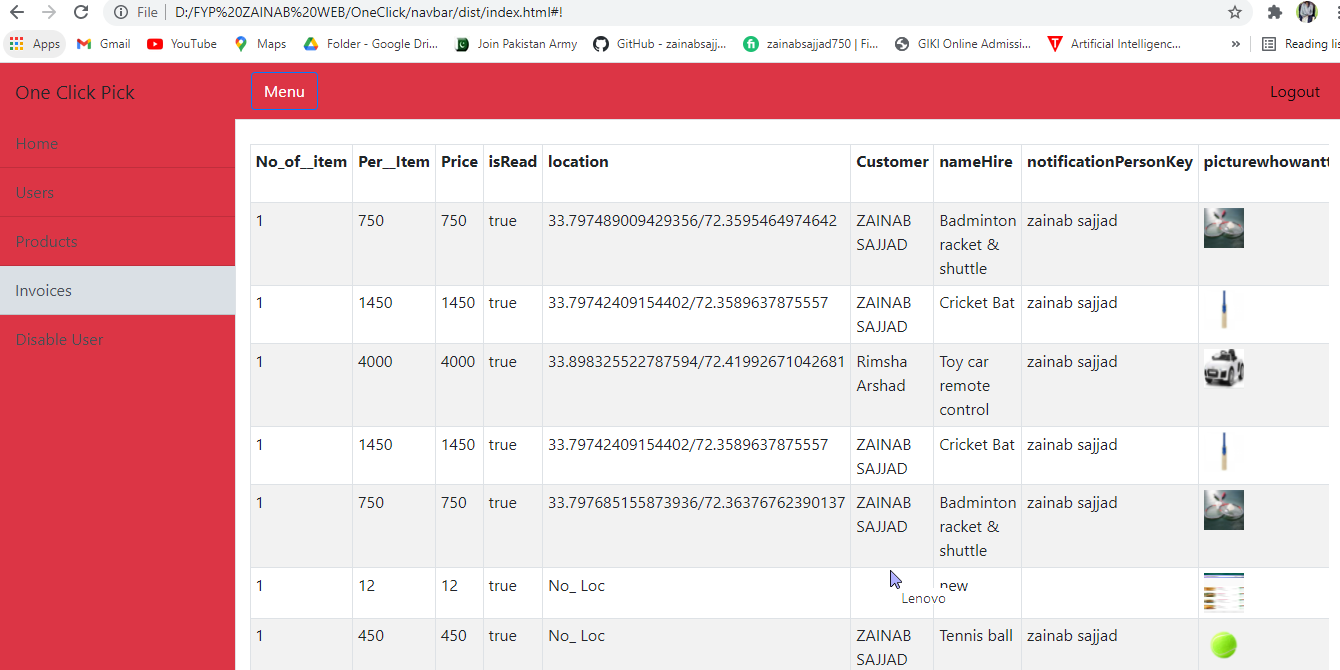 File
D:/FYP%20ZAINAB%20WEB/OneClick/navbar/dist/index.html#!
Apps
Gmail
YouTube
Maps
Folder - Google Dri...
Join Pakistan Army
GitHub - zainabsajj...
fi
zainabsajjad750 | Fi...
GIKI Online Admissi...
T
Artificial Intelligenc...
»
Reading lis
One Click Pick
Menu
Logout
Home
Users
Products
Invoices
Disable User
No_of__item Per__Item Price isRead location Customer nameHire notificationPersonKey picturewhowantt
1 750 750 true 33.797489009429356/72.3595464974642 ZAINAB SAJJAD Badminton racket & shuttle zainab sajjad
1 1450 1450 true 33.79742409154402/72.3589637875557 ZAINAB SAJJAD Cricket Bat zainab sajjad
1 4000 4000 true 33.898325522787594/72.41992671042681 Rimsha Arshad Toy car remote control zainab sajjad
1 1450 1450 true 33.79742409154402/72.3589637875557 ZAINAB SAJJAD Cricket Bat zainab sajjad
1 750 750 true 33.797685155873936/72.36376762390137 ZAINAB SAJJAD Badminton racket & shuttle zainab sajjad
1 12 12 true No_ Loc new
Lenovo
1 450 450 true No_ Loc ZAINAB SAJJAD Tennis ball zainab sajjad